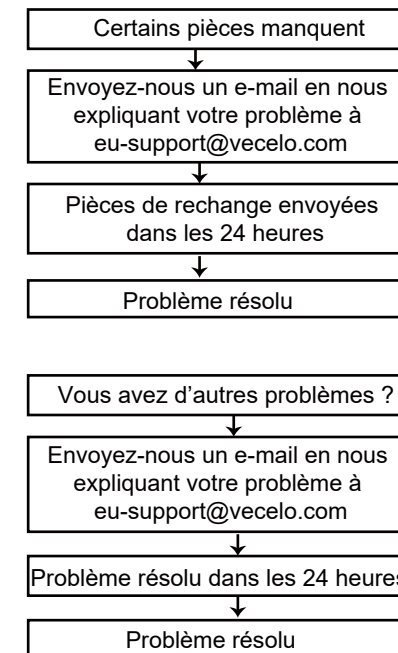 Certains pièces manquent
Envoyez-nous un e-mail en nous
expliquant votre problème à
eu-support@vecelo.com
Pièces de rechange envoyées
dans les 24 heures
Problème résolu
Vous avez d’autres problèmes ?
Envoyez-nous un e-mail en nous
expliquant votre problème à
eu-support@vecelo.com
Problème résolu dans les 24 heures
Problème résolu